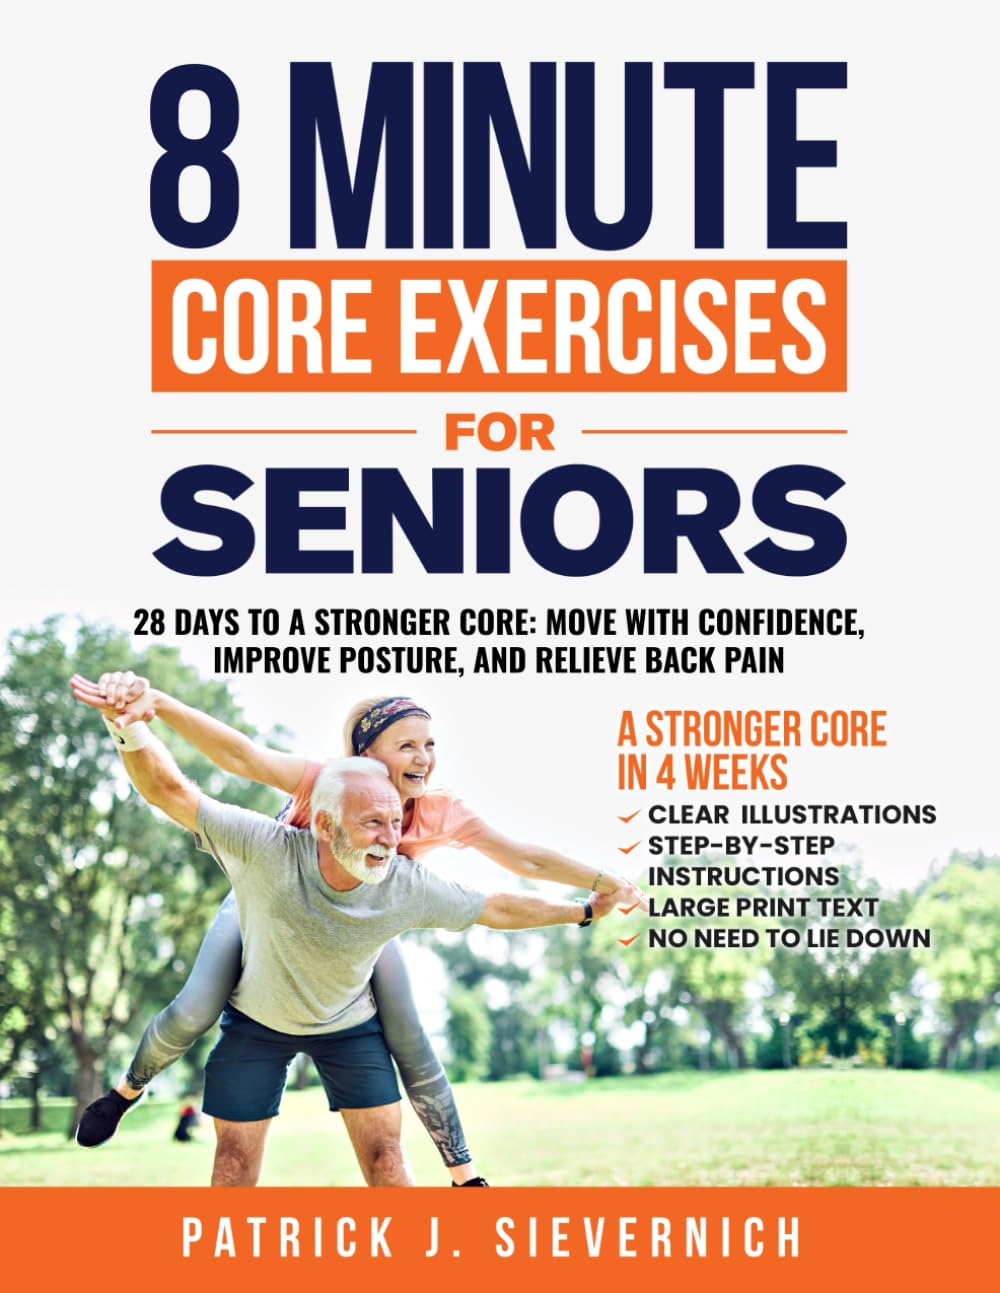 8 MINUTE
CORE EXERCISES
FOR
SENIORS
28 DAYS TO A STRONGER CORE: MOVE WITH CONFIDENCE,
IMPROVE POSTURE, AND RELIEVE BACK PAIN
A STRONGER CORE
IN 4 WEEKS
CLEAR ILLUSTRATIONS
STEP-BY-STEP
INSTRUCTIONS
LARGE PRINT TEXT
NO NEED TO LIE DOWN
PATRICK J. SIEVERNICH